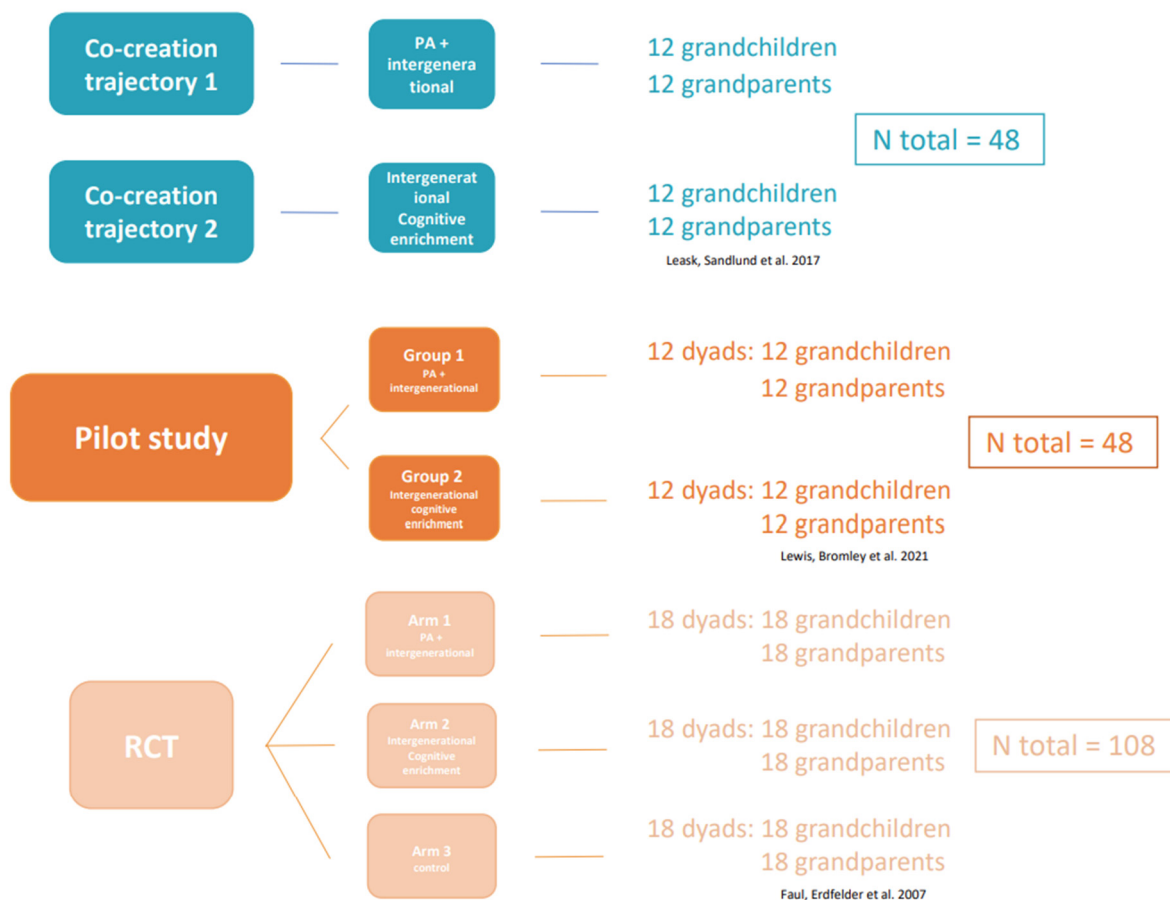 Co-creation
trajectory 1
PA +
intergenera
tional
12 grandchildren
12 grandparents
N total = 48
Co-creation
trajectory 2
Intergenerat
ional
Cognitive
enrichment
12 grandchildren
12 grandparents
Leask, Sandlund et al. 2017
Pilot study
Group 1
PA +
intergenerational
12 dyads: 12 grandchildren
12 grandparents
N total = 48
Group 2
Intergenerational
cognitive
enrichment
12 dyads: 12 grandchildren
12 grandparents
Lewis, Bromley et al. 2021
RCT
Arm 1
PA +
intergenerational
18 dyads: 18 grandchildren
18 grandparents
Arm 2
Intergenerational
Cognitive
enrichment
18 dyads: 18 grandchildren
18 grandparents
N total = 108
Arm 3
control
18 dyads: 18 grandchildren
18 grandparents
Faul, Erdfelder et al. 2007